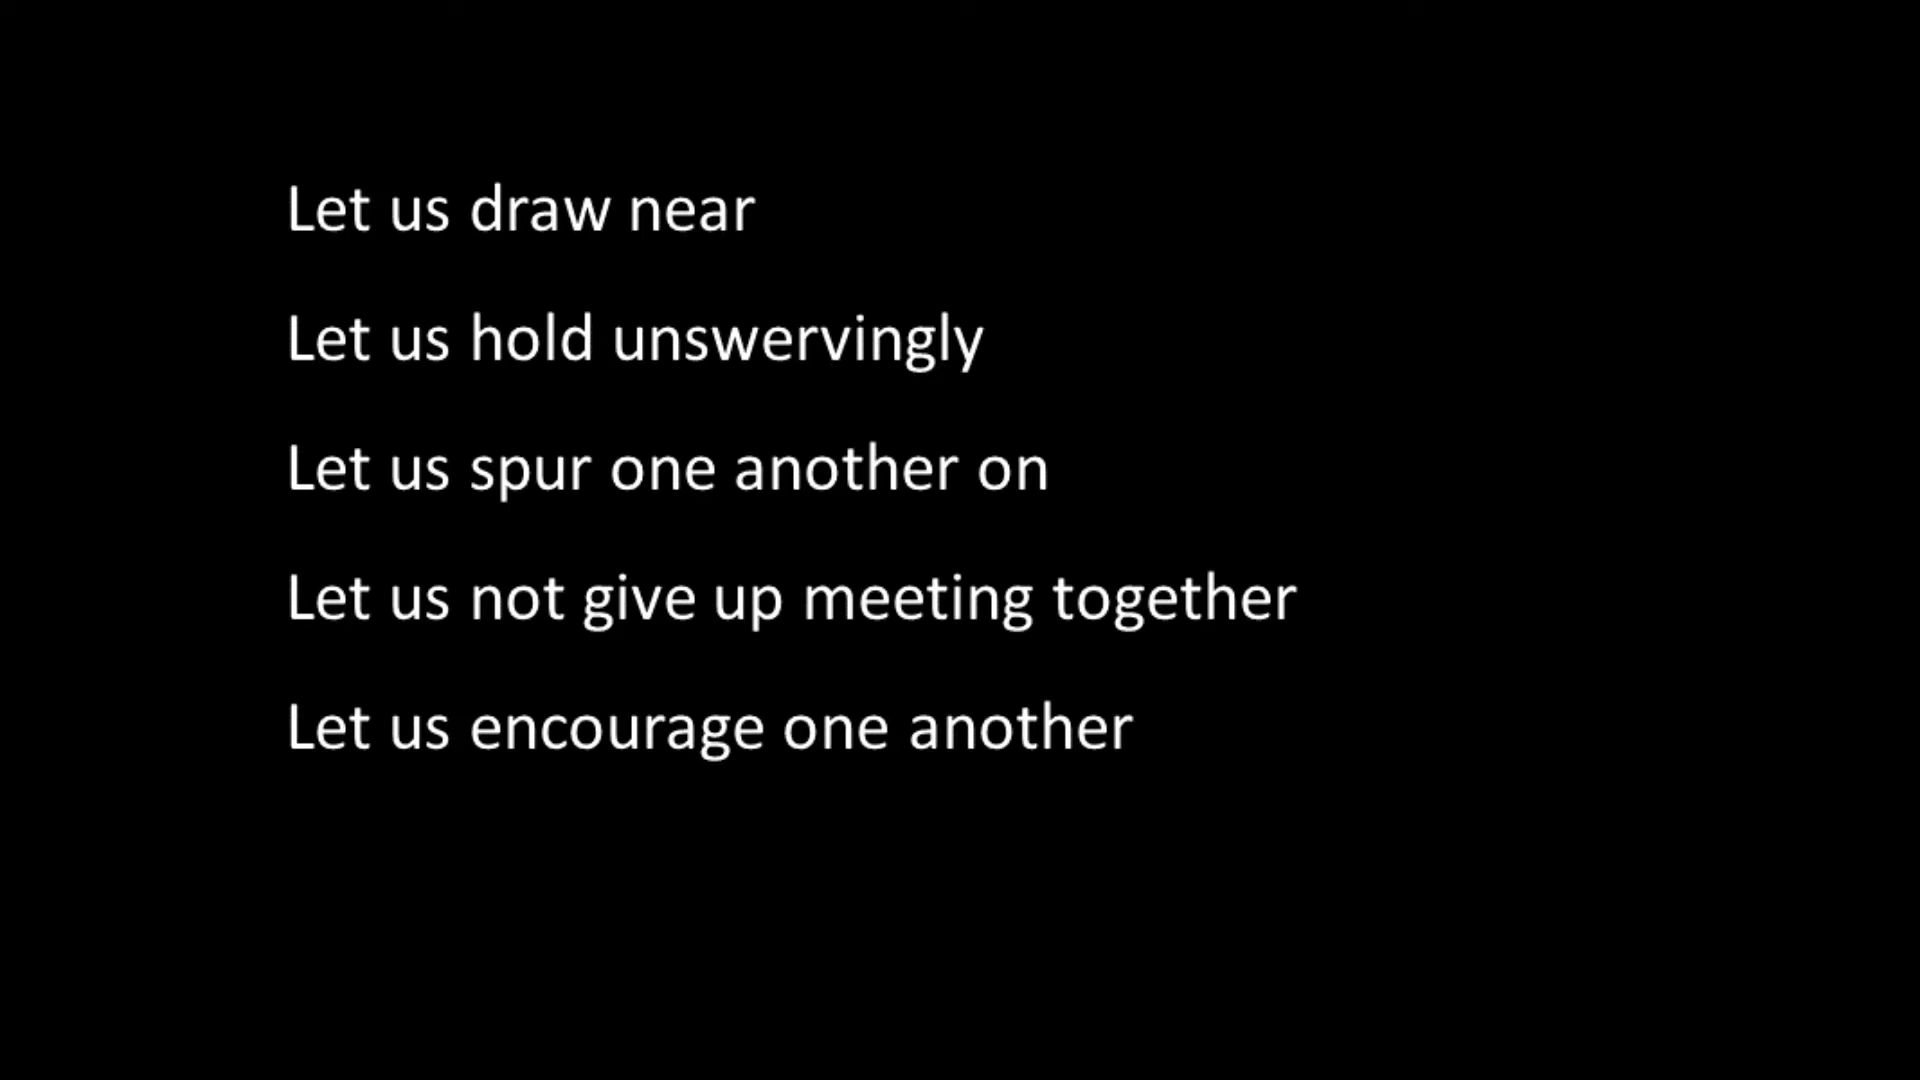 Let us draw near
Let us hold unswervingly
Let us spur one another on
Let us not give up meeting together
Let us encourage one another